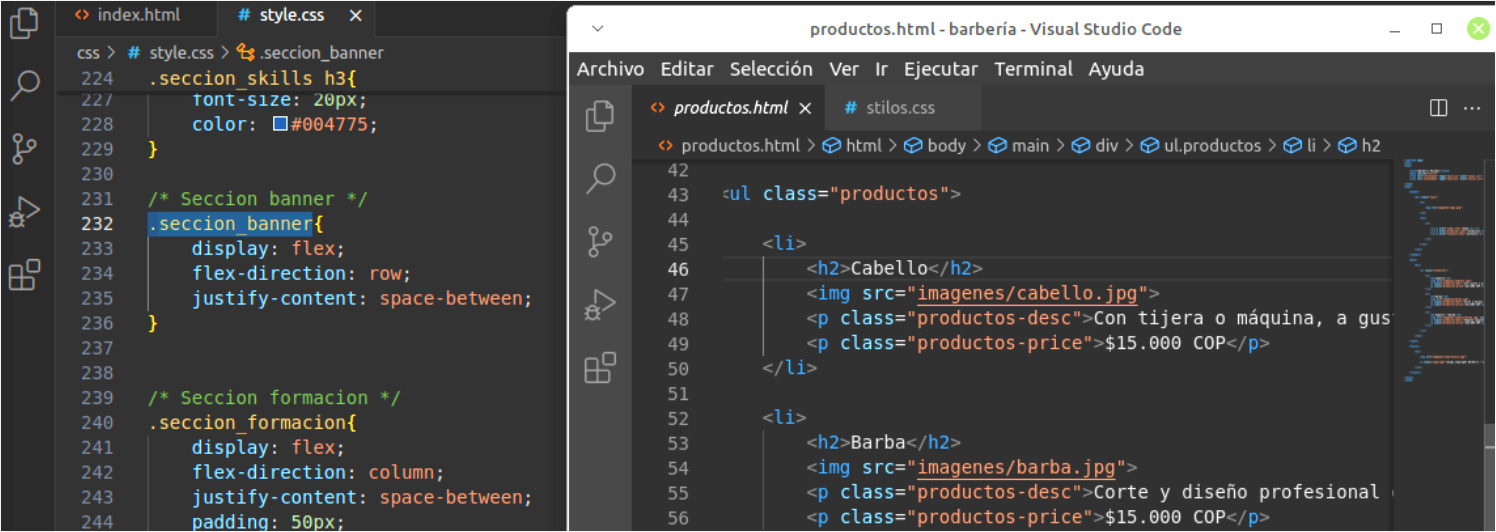 index.html
style.css
css > style.css > .seccion_banner
224 .seccion_skills h3{
227 font-size: 20px;
228 color: #004775;
229 }
230
231 /* Seccion banner */
232 .seccion_banner{
233 display: flex;
234 flex-direction: row;
235 justify-content: space-between;
236 }
237
238
239 /* Seccion formacion */
240 .seccion_formacion{
241 display: flex;
242 flex-direction: column;
243 justify-content: space-between;
244 padding: 50px;
productos.html - barbería - Visual Studio Code
Archivo Editar Selección Ver Ir Ejecutar Terminal Ayuda
productos.html
stilos.css
productos.html > html > body > main > div > ul.productos > li > h2
42
43 <ul class="productos">
44
45 <li>
46 <h2>Cabello</h2>
47 <img src="imagenes/cabello.jpg">
48 <p class="productos-desc">Con tijera o máquina, a gus
49 <p class="productos-price">$15.000 COP</p>
50 </li>
51
52 <li>
53 <h2>Barba</h2>
54 <img src="imagenes/barba.jpg">
55 <p class="productos-desc">Corte y diseño profesional
56 <p class="productos-price">$15.000 COP</p>